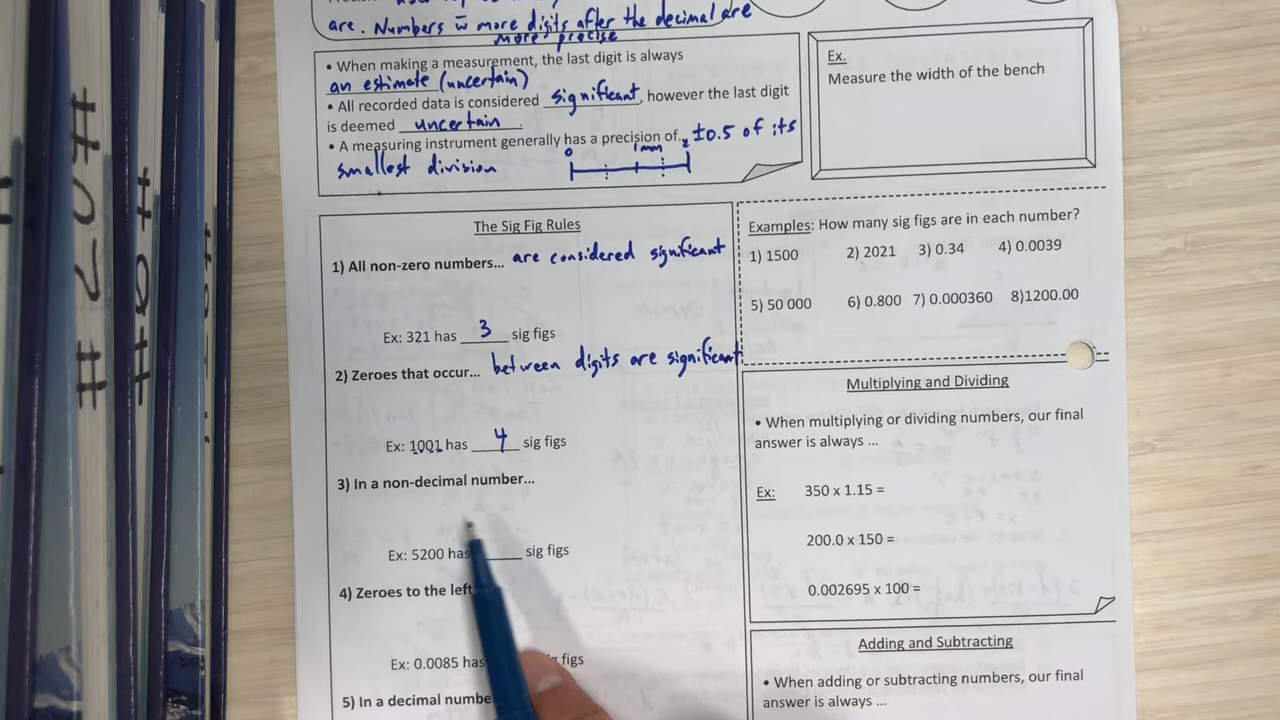 are. Numbers w̄ more digits after the decimal are
more precise
• When making a measurement, the last digit is always
an estimate (uncertain)
• All recorded data is considered significant, however the last digit
is deemed uncertain.
• A measuring instrument generally has a precision of.. ±0.5 of its
smallest division
0 1mm 2
Ex.
Measure the width of the bench
The Sig Fig Rules
1) All non-zero numbers... are considered significant
Ex: 321 has 3 sig figs
2) Zeroes that occur... between digits are significant
Ex: 1001 has 4 sig figs
3) In a non-decimal number...
Ex: 5200 has ____ sig figs
4) Zeroes to the left
Ex: 0.0085 has figs
5) In a decimal numbe
Examples: How many sig figs are in each number?
1) 1500 2) 2021 3) 0.34 4) 0.0039
5) 50 000 6) 0.800 7) 0.000360 8)1200.00
Multiplying and Dividing
• When multiplying or dividing numbers, our final
answer is always ...
Ex: 350 x 1.15 =
200.0 x 150 =
0.002695 x 100 =
Adding and Subtracting
• When adding or subtracting numbers, our final
answer is always ...